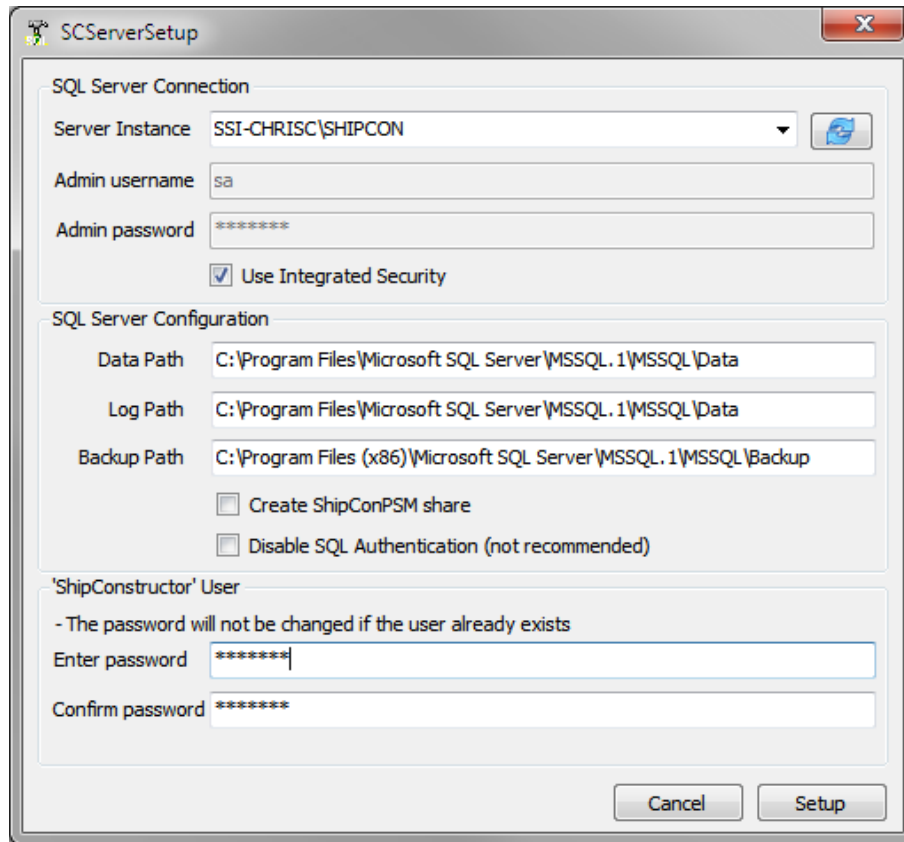 SCServerSetup
SQL Server Connection
Server Instance SSI-CHRISC\SHIPCON
Admin username sa
Admin password *******
Use Integrated Security
SQL Server Configuration
Data Path C:\Program Files\Microsoft SQL Server\MSSQL.1\MSSQL\Data
Log Path C:\Program Files\Microsoft SQL Server\MSSQL.1\MSSQL\Data
Backup Path C:\Program Files (x86)\Microsoft SQL Server\MSSQL.1\MSSQL\Backup
Create ShipConPSM share
Disable SQL Authentication (not recommended)
'ShipConstructor' User
- The password will not be changed if the user already exists
Enter password *******
Confirm password *******
Cancel Setup